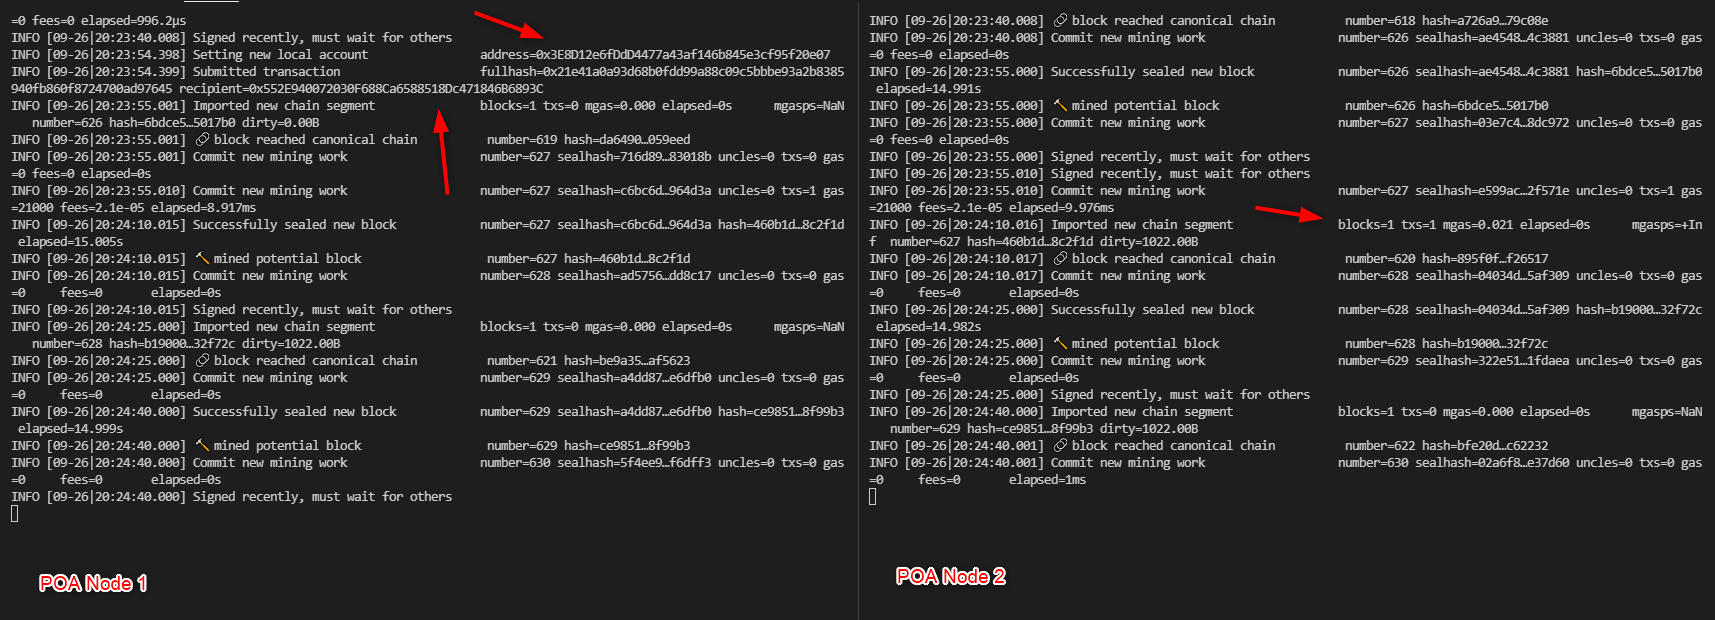 =0 fees=0 elapsed=996.2µs
INFO [09-26|20:23:40.008] Signed recently, must wait for others
INFO [09-26|20:23:54.398] Setting new local account address=0x3E8D12e6fDdD4477a43af146b845e3cf95f20e07
INFO [09-26|20:23:54.399] Submitted transaction fullhash=0x21e41a0a93d68b0fdd99a88c09c5bbbe93a2b8385
940fb860f8724700ad97645 recipient=0x552E940072030F688Ca6588518Dc471846B6893C
INFO [09-26|20:23:55.001] Imported new chain segment blocks=1 txs=0 mgas=0.000 elapsed=0s mgasps=NaN
number=626 hash=6bdce5…5017b0 dirty=0.00B
INFO [09-26|20:23:55.001] 🔗 block reached canonical chain number=619 hash=da6490…059eed
INFO [09-26|20:23:55.001] Commit new mining work number=627 sealhash=716d89…83018b uncles=0 txs=0 gas
=0 fees=0 elapsed=0s
INFO [09-26|20:23:55.010] Commit new mining work number=627 sealhash=c6bc6d…964d3a uncles=0 txs=1 gas
=21000 fees=2.1e-05 elapsed=8.917ms
INFO [09-26|20:24:10.015] Successfully sealed new block number=627 sealhash=c6bc6d…964d3a hash=460b1d…8c2f1d
elapsed=15.005s
INFO [09-26|20:24:10.015] 🔨 mined potential block number=627 hash=460b1d…8c2f1d
INFO [09-26|20:24:10.015] Commit new mining work number=628 sealhash=ad5756…dd8c17 uncles=0 txs=0 gas
=0 fees=0 elapsed=0s
INFO [09-26|20:24:10.015] Signed recently, must wait for others
INFO [09-26|20:24:25.000] Imported new chain segment blocks=1 txs=0 mgas=0.000 elapsed=0s mgasps=NaN
number=628 hash=b19000…32f72c dirty=1022.00B
INFO [09-26|20:24:25.000] 🔗 block reached canonical chain number=621 hash=be9a35…af5623
INFO [09-26|20:24:25.000] Commit new mining work number=629 sealhash=a4dd87…e6dfb0 uncles=0 txs=0 gas
=0 fees=0 elapsed=0s
INFO [09-26|20:24:40.000] Successfully sealed new block number=629 sealhash=a4dd87…e6dfb0 hash=ce9851…8f99b3
elapsed=14.999s
INFO [09-26|20:24:40.000] 🔨 mined potential block number=629 hash=ce9851…8f99b3
INFO [09-26|20:24:40.000] Commit new mining work number=630 sealhash=5f4ee9…f6dff3 uncles=0 txs=0 gas
=0 fees=0 elapsed=0s
INFO [09-26|20:24:40.000] Signed recently, must wait for others
POA Node 1
INFO [09-26|20:23:40.008] 🔗 block reached canonical chain number=618 hash=a726a9…79c08e
INFO [09-26|20:23:40.008] Commit new mining work number=626 sealhash=ae4548…4c3881 uncles=0 txs=0 gas
=0 fees=0 elapsed=0s
INFO [09-26|20:23:55.000] Successfully sealed new block number=626 sealhash=ae4548…4c3881 hash=6bdce5…5017b0
elapsed=14.991s
INFO [09-26|20:23:55.000] 🔨 mined potential block number=626 hash=6bdce5…5017b0
INFO [09-26|20:23:55.000] Commit new mining work number=627 sealhash=03e7c4…8dc972 uncles=0 txs=0 gas
=0 fees=0 elapsed=0s
INFO [09-26|20:23:55.000] Signed recently, must wait for others
INFO [09-26|20:23:55.010] Signed recently, must wait for others
INFO [09-26|20:23:55.010] Commit new mining work number=627 sealhash=e599ac…2f571e uncles=0 txs=1 gas
=21000 fees=2.1e-05 elapsed=9.976ms
INFO [09-26|20:24:10.016] Imported new chain segment blocks=1 txs=1 mgas=0.021 elapsed=0s mgasps=+In
f number=627 hash=460b1d…8c2f1d dirty=1022.00B
INFO [09-26|20:24:10.017] 🔗 block reached canonical chain number=620 hash=895f0f…f26517
INFO [09-26|20:24:10.017] Commit new mining work number=628 sealhash=04034d…5af309 uncles=0 txs=0 gas
=0 fees=0 elapsed=0s
INFO [09-26|20:24:25.000] Successfully sealed new block number=628 sealhash=04034d…5af309 hash=b19000…32f72c
elapsed=14.982s
INFO [09-26|20:24:25.000] 🔨 mined potential block number=628 hash=b19000…32f72c
INFO [09-26|20:24:25.000] Commit new mining work number=629 sealhash=322e51…1fdaea uncles=0 txs=0 gas
=0 fees=0 elapsed=0s
INFO [09-26|20:24:25.000] Signed recently, must wait for others
INFO [09-26|20:24:40.000] Imported new chain segment blocks=1 txs=0 mgas=0.000 elapsed=0s mgasps=NaN
number=629 hash=ce9851…8f99b3 dirty=1022.00B
INFO [09-26|20:24:40.001] 🔗 block reached canonical chain number=622 hash=bfe20d…c62232
INFO [09-26|20:24:40.001] Commit new mining work number=630 sealhash=02a6f8…e37d60 uncles=0 txs=0 gas
=0 fees=0 elapsed=1ms
POA Node 2